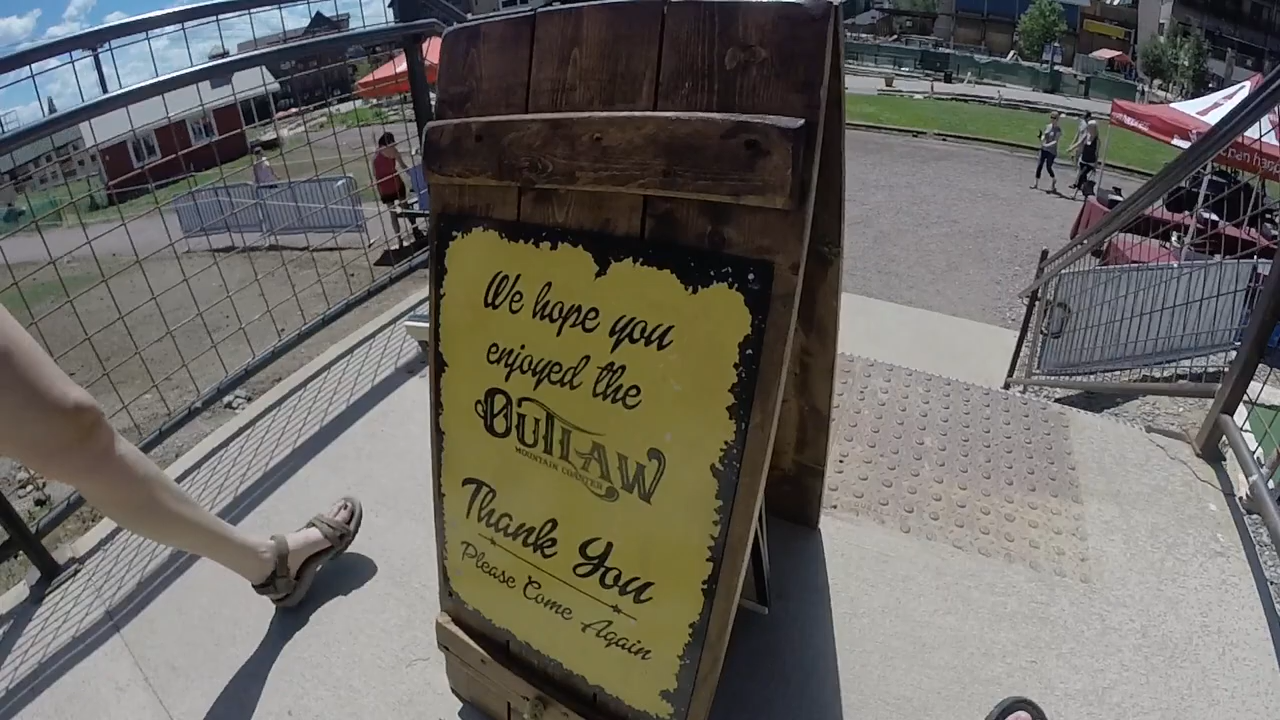 We hope you
enjoyed the
OUTLAW
MOUNTAIN COASTER
Thank You
Please Come Again